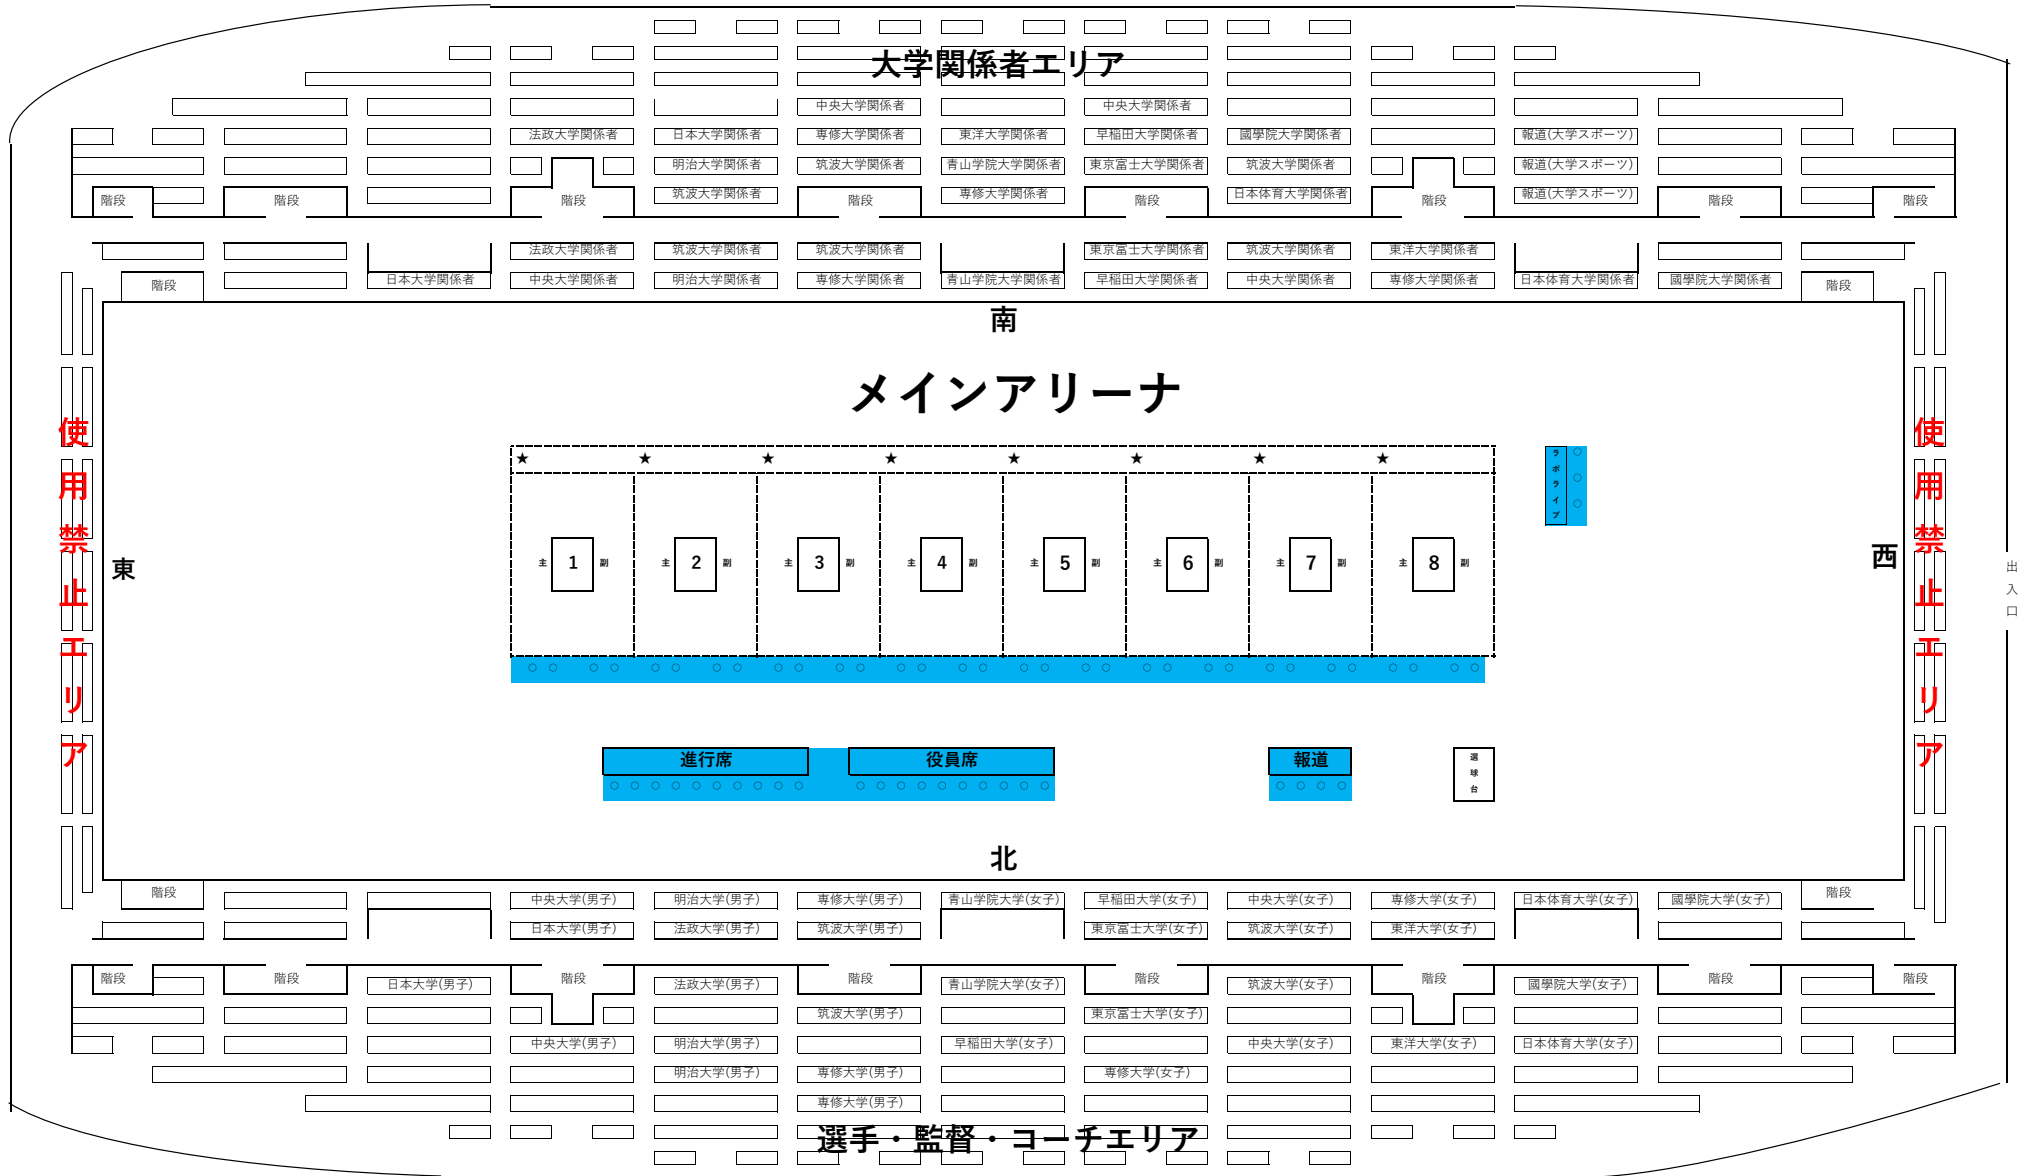 大学関係者エリア
中央大学関係者 中央大学関係者
法政大学関係者 日本大学関係者 専修大学関係者 東洋大学関係者 早稲田大学関係者 國學院大学関係者 報道(大学スポーツ)
明治大学関係者 筑波大学関係者 青山学院大学関係者 東京富士大学関係者 筑波大学関係者 報道(大学スポーツ)
筑波大学関係者 専修大学関係者 日本体育大学関係者 報道(大学スポーツ)
階段 階段 階段 階段 階段 階段 階段 階段
法政大学関係者 筑波大学関係者 筑波大学関係者 東京富士大学関係者 筑波大学関係者 東洋大学関係者
階段 日本大学関係者 中央大学関係者 明治大学関係者 専修大学関係者 青山学院大学関係者 早稲田大学関係者 中央大学関係者 専修大学関係者 日本体育大学関係者 國學院大学関係者 階段
南
メインアリーナ
使用禁止エリア
使用禁止エリア
★ ★ ★ ★ ★ ★ ★ ★
ラボライブ
東
主 1 副 主 2 副 主 3 副 主 4 副 主 5 副 主 6 副 主 7 副 主 8 副
西
出入口
進行席 役員席 報道
選球台
北
階段 中央大学(男子) 明治大学(男子) 専修大学(男子) 青山学院大学(女子) 早稲田大学(女子) 中央大学(女子) 専修大学(女子) 日本体育大学(女子) 國學院大学(女子) 階段
日本大学(男子) 法政大学(男子) 筑波大学(男子) 東京富士大学(女子) 筑波大学(女子) 東洋大学(女子)
階段 階段 階段 階段 階段 階段 階段 階段
日本大学(男子) 法政大学(男子) 青山学院大学(女子) 筑波大学(女子) 國學院大学(女子)
筑波大学(男子) 東京富士大学(女子)
中央大学(男子) 明治大学(男子) 早稲田大学(女子) 中央大学(女子) 東洋大学(女子) 日本体育大学(女子)
明治大学(男子) 専修大学(男子) 専修大学(女子)
専修大学(男子)
選手・監督・コーチエリア